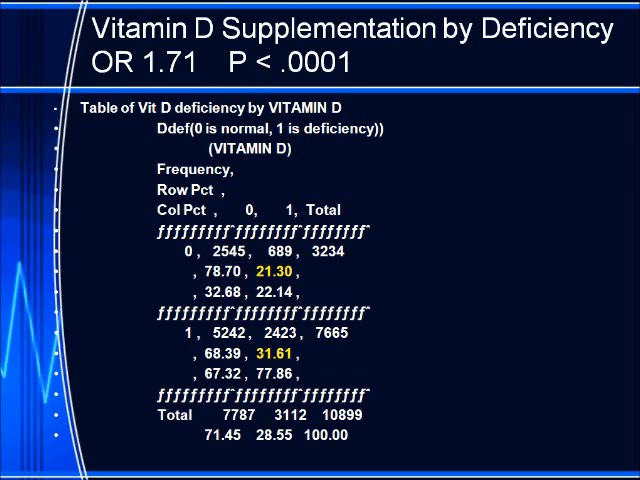 Vitamin D Supplementation by Deficiency
OR 1.71 P < .0001
Table of Vit D deficiency by VITAMIN D
Ddef(0 is normal, 1 is deficiency))
(VITAMIN D)
Frequency,
Row Pct ,
Col Pct , 0, 1, Total
ƒƒƒƒƒƒƒƒƒˆƒƒƒƒƒƒƒƒˆƒƒƒƒƒƒƒƒˆ
0 , 2545 , 689 , 3234
, 78.70 , 21.30 ,
, 32.68 , 22.14 ,
ƒƒƒƒƒƒƒƒƒˆƒƒƒƒƒƒƒƒˆƒƒƒƒƒƒƒƒˆ
1 , 5242 , 2423 , 7665
, 68.39 , 31.61 ,
, 67.32 , 77.86 ,
ƒƒƒƒƒƒƒƒƒˆƒƒƒƒƒƒƒƒˆƒƒƒƒƒƒƒƒˆ
Total 7787 3112 10899
71.45 28.55 100.00